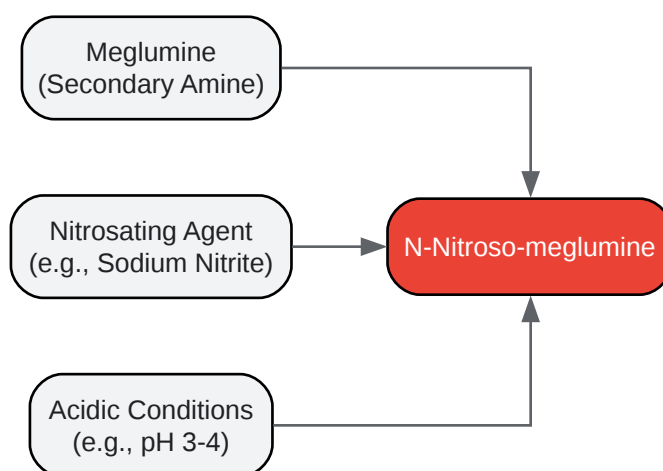 Meglumine
(Secondary Amine)
Nitrosating Agent
(e.g., Sodium Nitrite)
N-Nitroso-meglumine
Acidic Conditions
(e.g., pH 3-4)